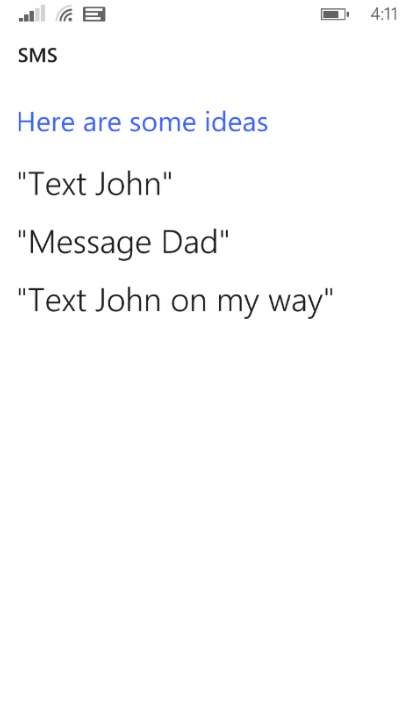 4:11
SMS
Here are some ideas
"Text John"
"Message Dad"
"Text John on my way"